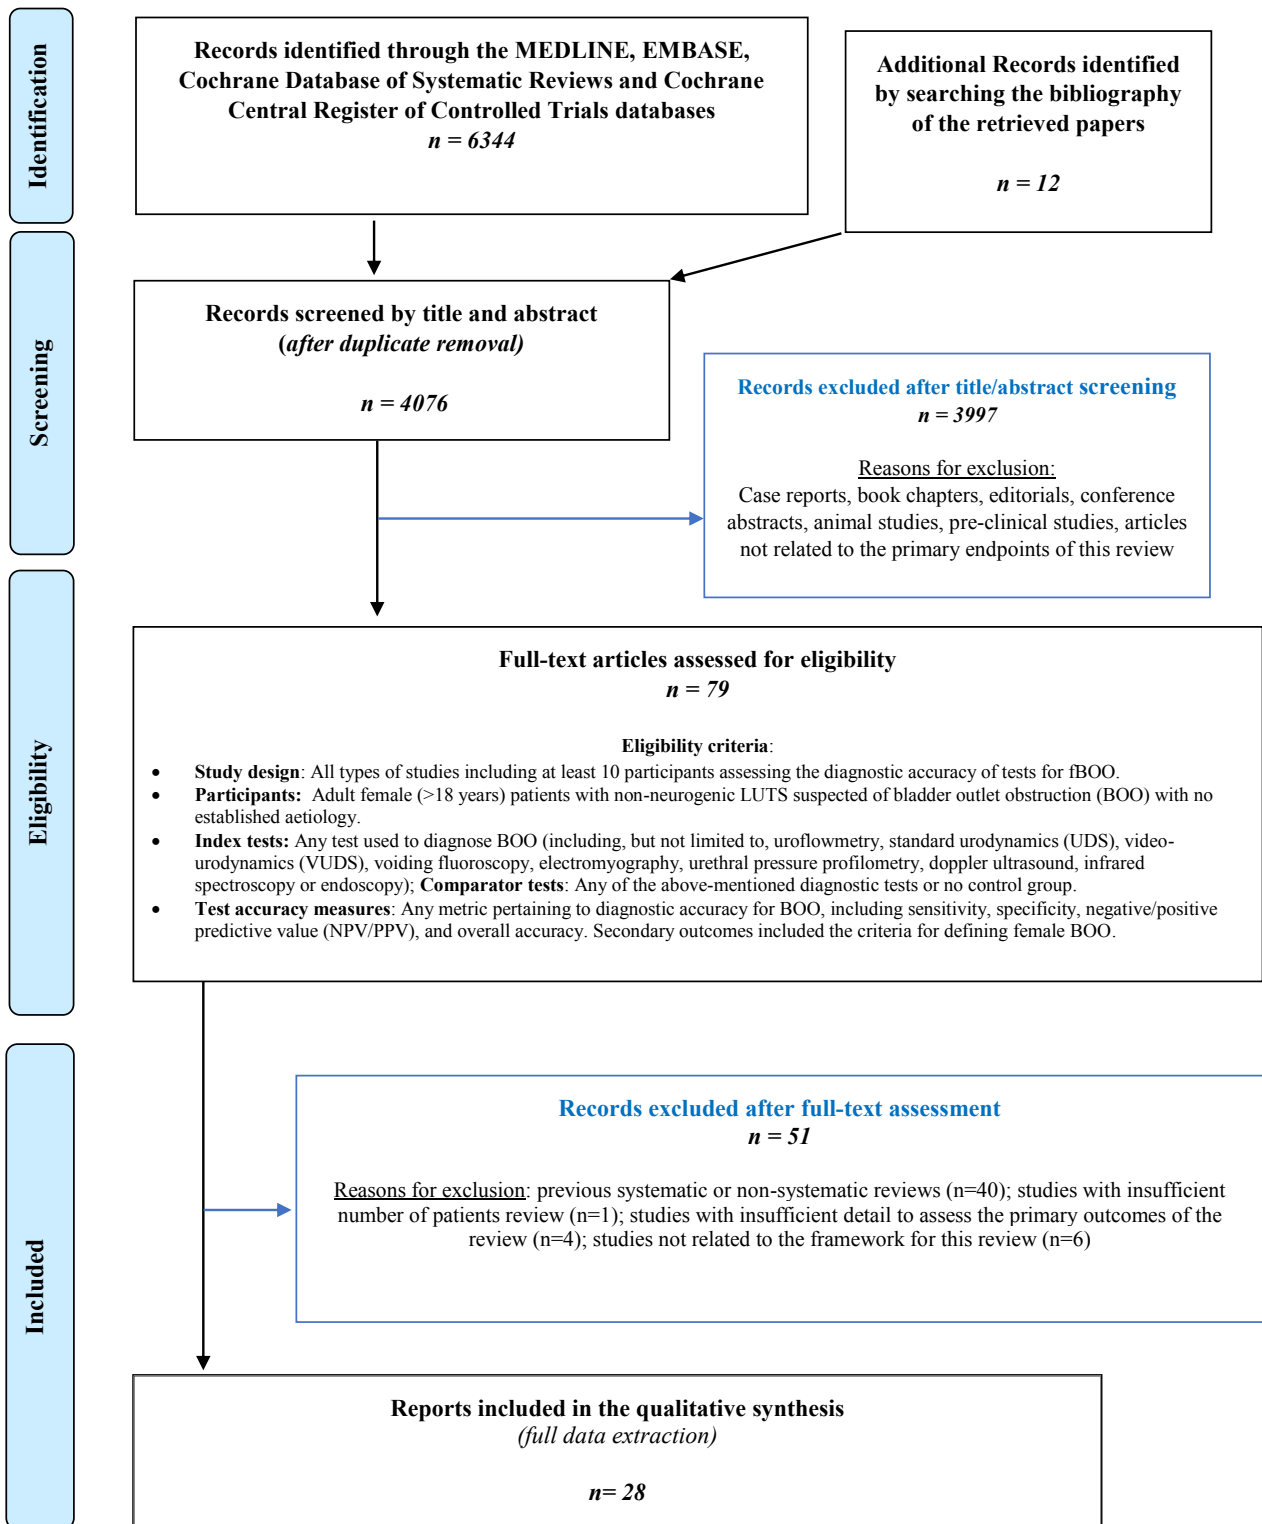 Identification
Records identified through the MEDLINE, EMBASE,
Cochrane Database of Systematic Reviews and Cochrane
Central Register of Controlled Trials databases
n = 6344
Additional Records identified
by searching the bibliography
of the retrieved papers
n = 12
Screening
Records screened by title and abstract
(after duplicate removal)
n = 4076
Records excluded after title/abstract screening
n = 3997
Reasons for exclusion:
Case reports, book chapters, editorials, conference
abstracts, animal studies, pre-clinical studies, articles
not related to the primary endpoints of this review
Eligibility
Full-text articles assessed for eligibility
n = 79
Eligibility criteria:
• Study design: All types of studies including at least 10 participants assessing the diagnostic accuracy of tests for fBOO.
• Participants: Adult female (>18 years) patients with non-neurogenic LUTS suspected of bladder outlet obstruction (BOO) with no
established aetiology.
• Index tests: Any test used to diagnose BOO (including, but not limited to, uroflowmetry, standard urodynamics (UDS), video-
urodynamics (VUDS), voiding fluoroscopy, electromyography, urethral pressure profilometry, doppler ultrasound, infrared
spectroscopy or endoscopy); Comparator tests: Any of the above-mentioned diagnostic tests or no control group.
• Test accuracy measures: Any metric pertaining to diagnostic accuracy for BOO, including sensitivity, specificity, negative/positive
predictive value (NPV/PPV), and overall accuracy. Secondary outcomes included the criteria for defining female BOO.
Included
Records excluded after full-text assessment
n = 51
Reasons for exclusion: previous systematic or non-systematic reviews (n=40); studies with insufficient
number of patients review (n=1); studies with insufficient detail to assess the primary outcomes of the
review (n=4); studies not related to the framework for this review (n=6)
Reports included in the qualitative synthesis
(full data extraction)
n= 28